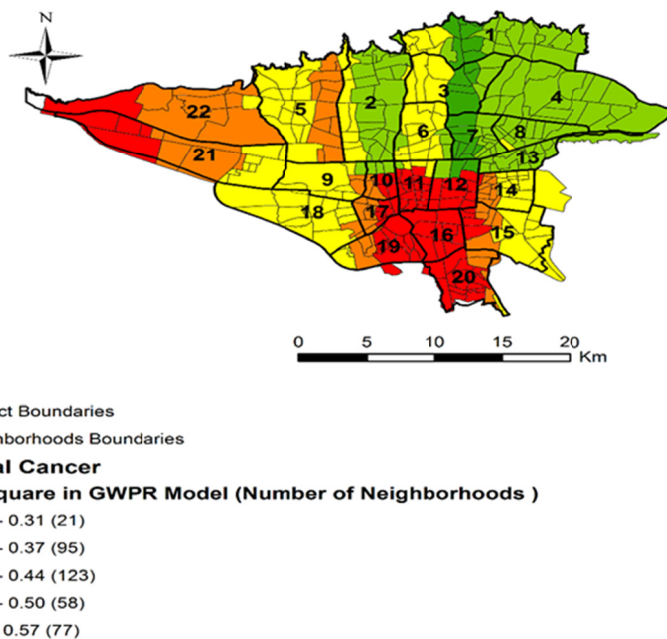 N
1
22
5
2
3
4
6
7
8
21
13
9
10
11
12
14
18
17
15
16
19
20
0 5 10 15 20
Km
ct Boundaries
hborhoods Boundaries
al Cancer
quare in GWPR Model (Number of Neighborhoods )
- 0.31 (21)
- 0.37 (95)
- 0.44 (123)
- 0.50 (58)
0.57 (77)